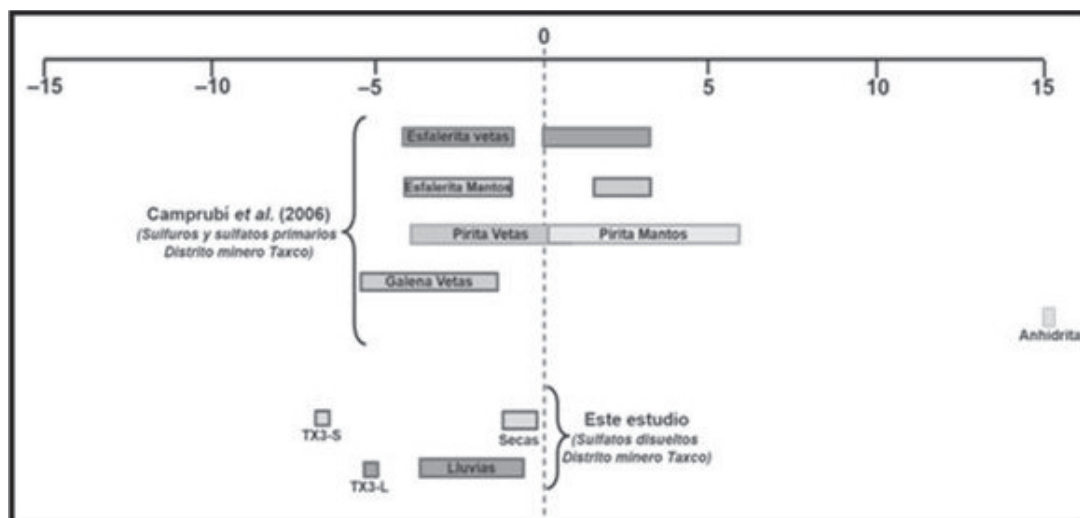 0
–15 –10 –5 5 10 15
Esfalerita vetas
Esfalerita Mantos
Camprubí et al. (2006)
(Sulfuros y sulfatos primarios
Distrito minero Taxco)
Pirita Vetas Pirita Mantos
Galena Vetas
Anhidrita
TX3-S
Secas
Este estudio
(Sulfatos disueltos
Distrito minero Taxco)
Lluvias
TX3-L